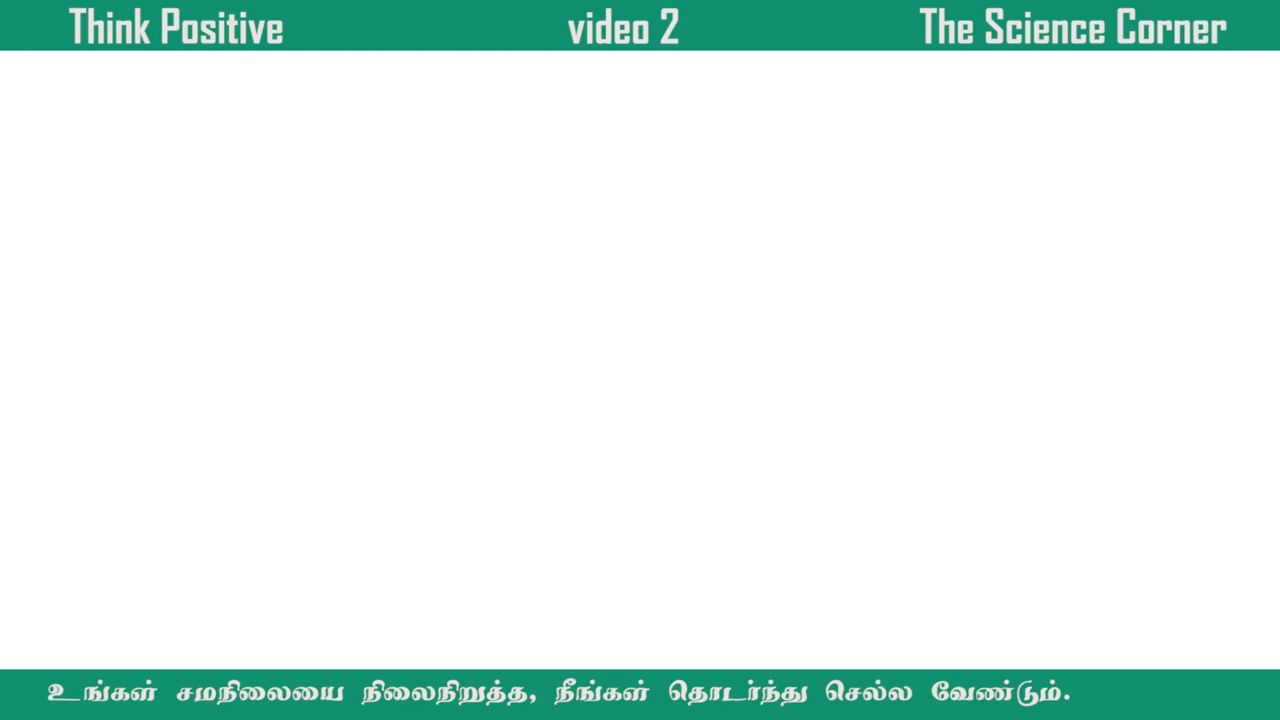 Think Positive video 2 The Science Corner
உங்கள் சமநிலையை நிலைநிறுத்த, நீங்கள் தொடர்ந்து செல்ல வேண்டும்.